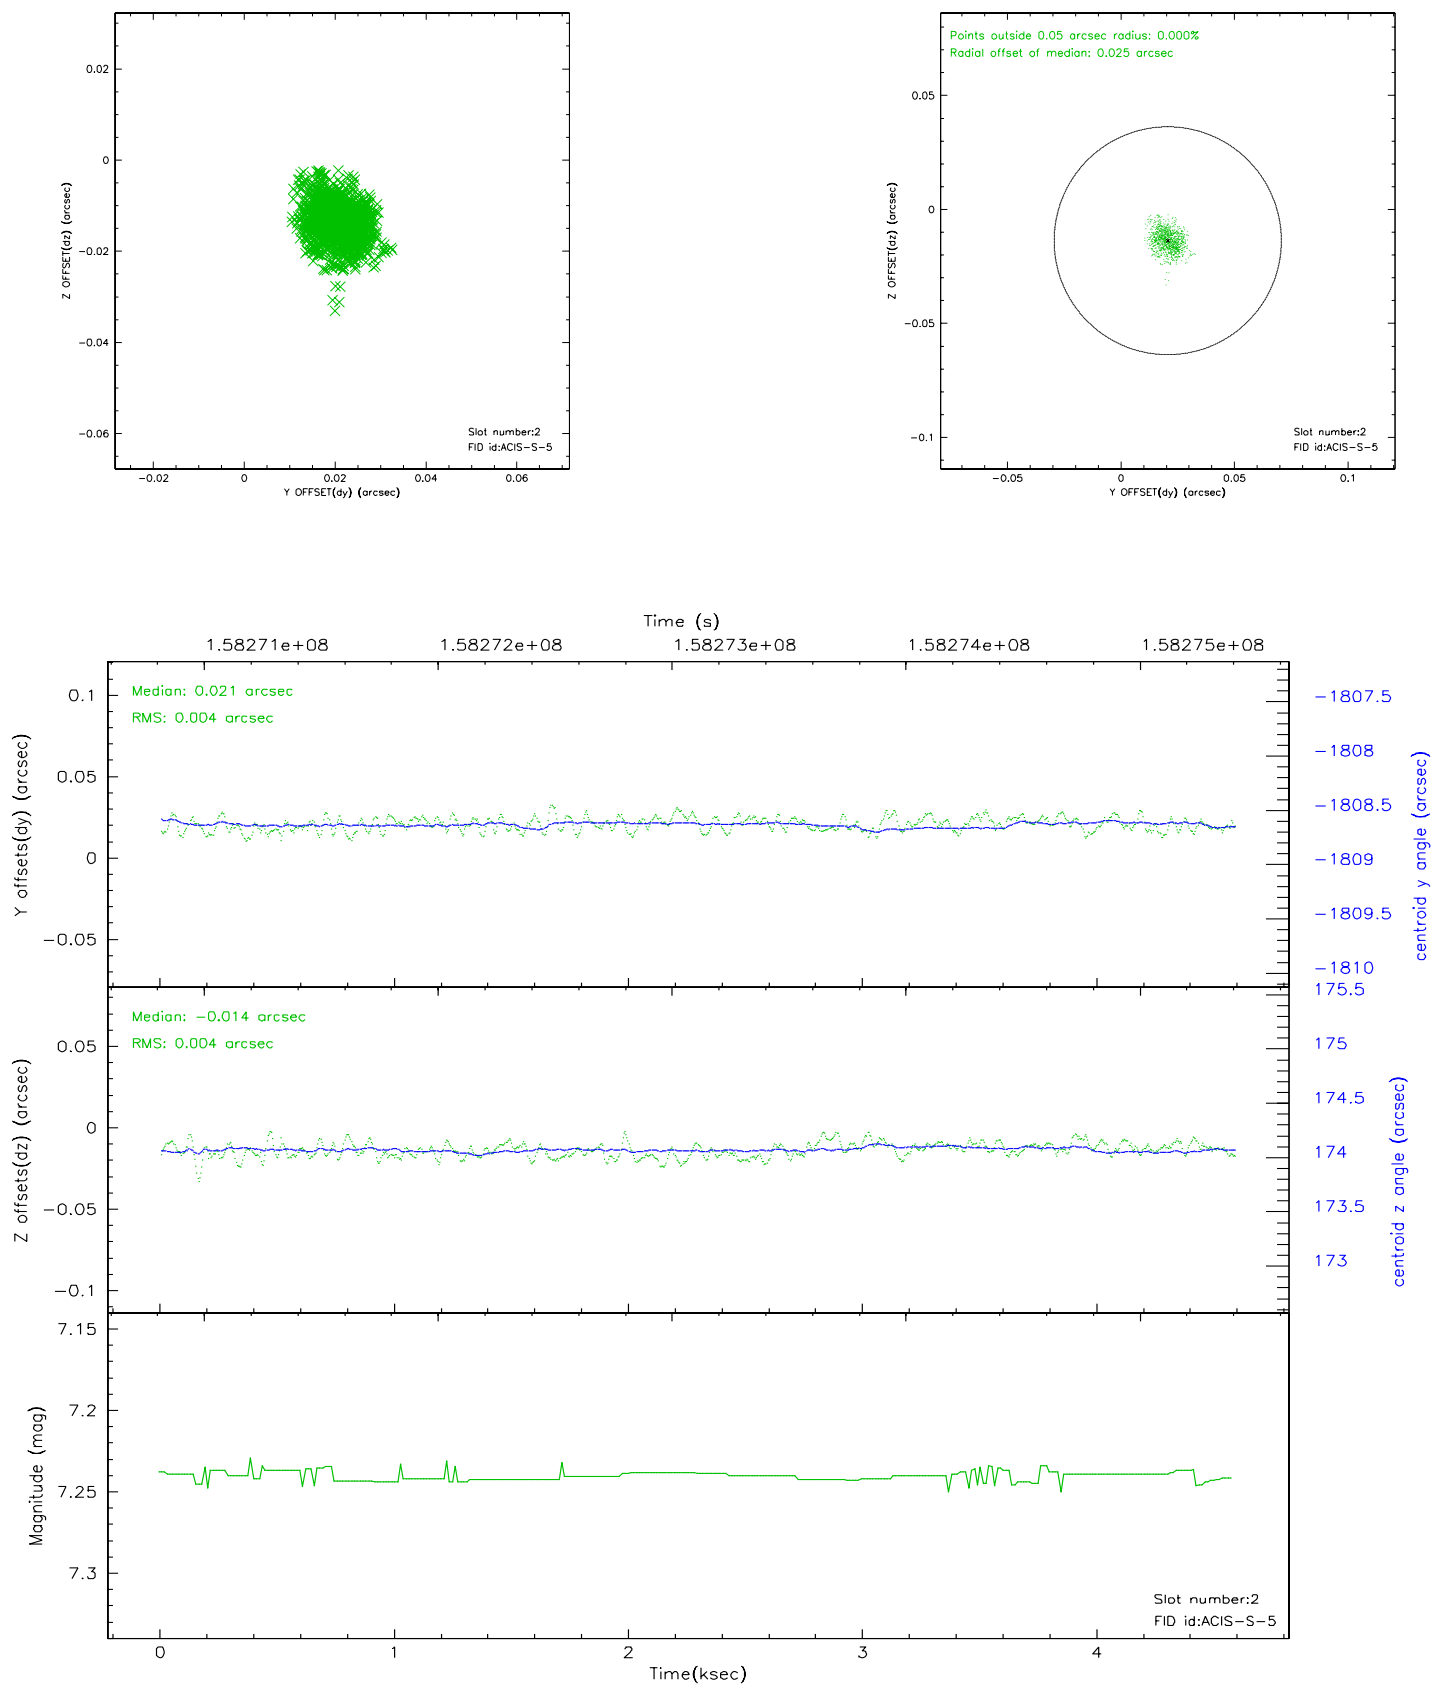 0.02
0
-0.02
-0.04
-0.06
Z OFFSET(dz) (arcsec)
Slot number:2
FID id:ACIS-S-5
-0.02 0 0.02 0.04 0.06
Y OFFSET(dy) (arcsec)
Points outside 0.05 arcsec radius: 0.000%
Radial offset of median: 0.025 arcsec
0.05
0
-0.05
-0.1
Z OFFSET(dz) (arcsec)
Slot number:2
FID id:ACIS-S-5
-0.05 0 0.05 0.1
Y OFFSET(dy) (arcsec)
Time (s)
1.58271e+08 1.58272e+08 1.58273e+08 1.58274e+08 1.58275e+08
Median: 0.021 arcsec
RMS: 0.004 arcsec
0.1
0.05
0
-0.05
Y offsets(dy) (arcsec)
-1807.5
-1808
-1808.5
-1809
-1809.5
-1810
centroid y angle (arcsec)
Median: -0.014 arcsec
RMS: 0.004 arcsec
0.05
0
-0.05
-0.1
Z offsets(dz) (arcsec)
175.5
175
174.5
174
173.5
173
centroid z angle (arcsec)
7.15
7.2
7.25
7.3
Magnitude (mag)
Slot number:2
FID id:ACIS-S-5
0 1 2 3 4
Time(ksec)